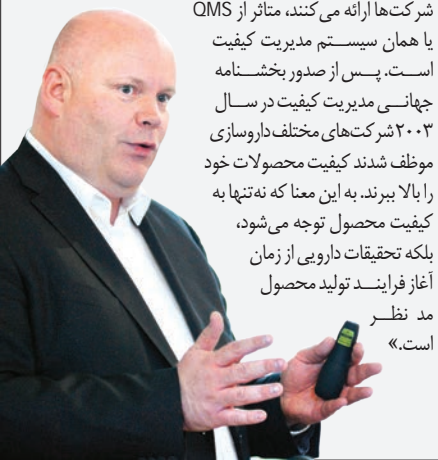 شرکت‌ها ارائه می‌کنند، متاثر از QMS
یا همان سیستم مدیریت کیفیت
است. پس از صدور بخشنامه
جهانی مدیریت کیفیت در سال
۲۰۰۳ شرکت‌های مختلف داروسازی
موظف شدند کیفیت محصولات خود
را بالا ببرند. به این معنا که نه‌تنها به
کیفیت محصول توجه می‌شود،
بلکه تحقیقات دارویی از زمان
آغاز فرایند تولید محصول
مد نظر
است.»